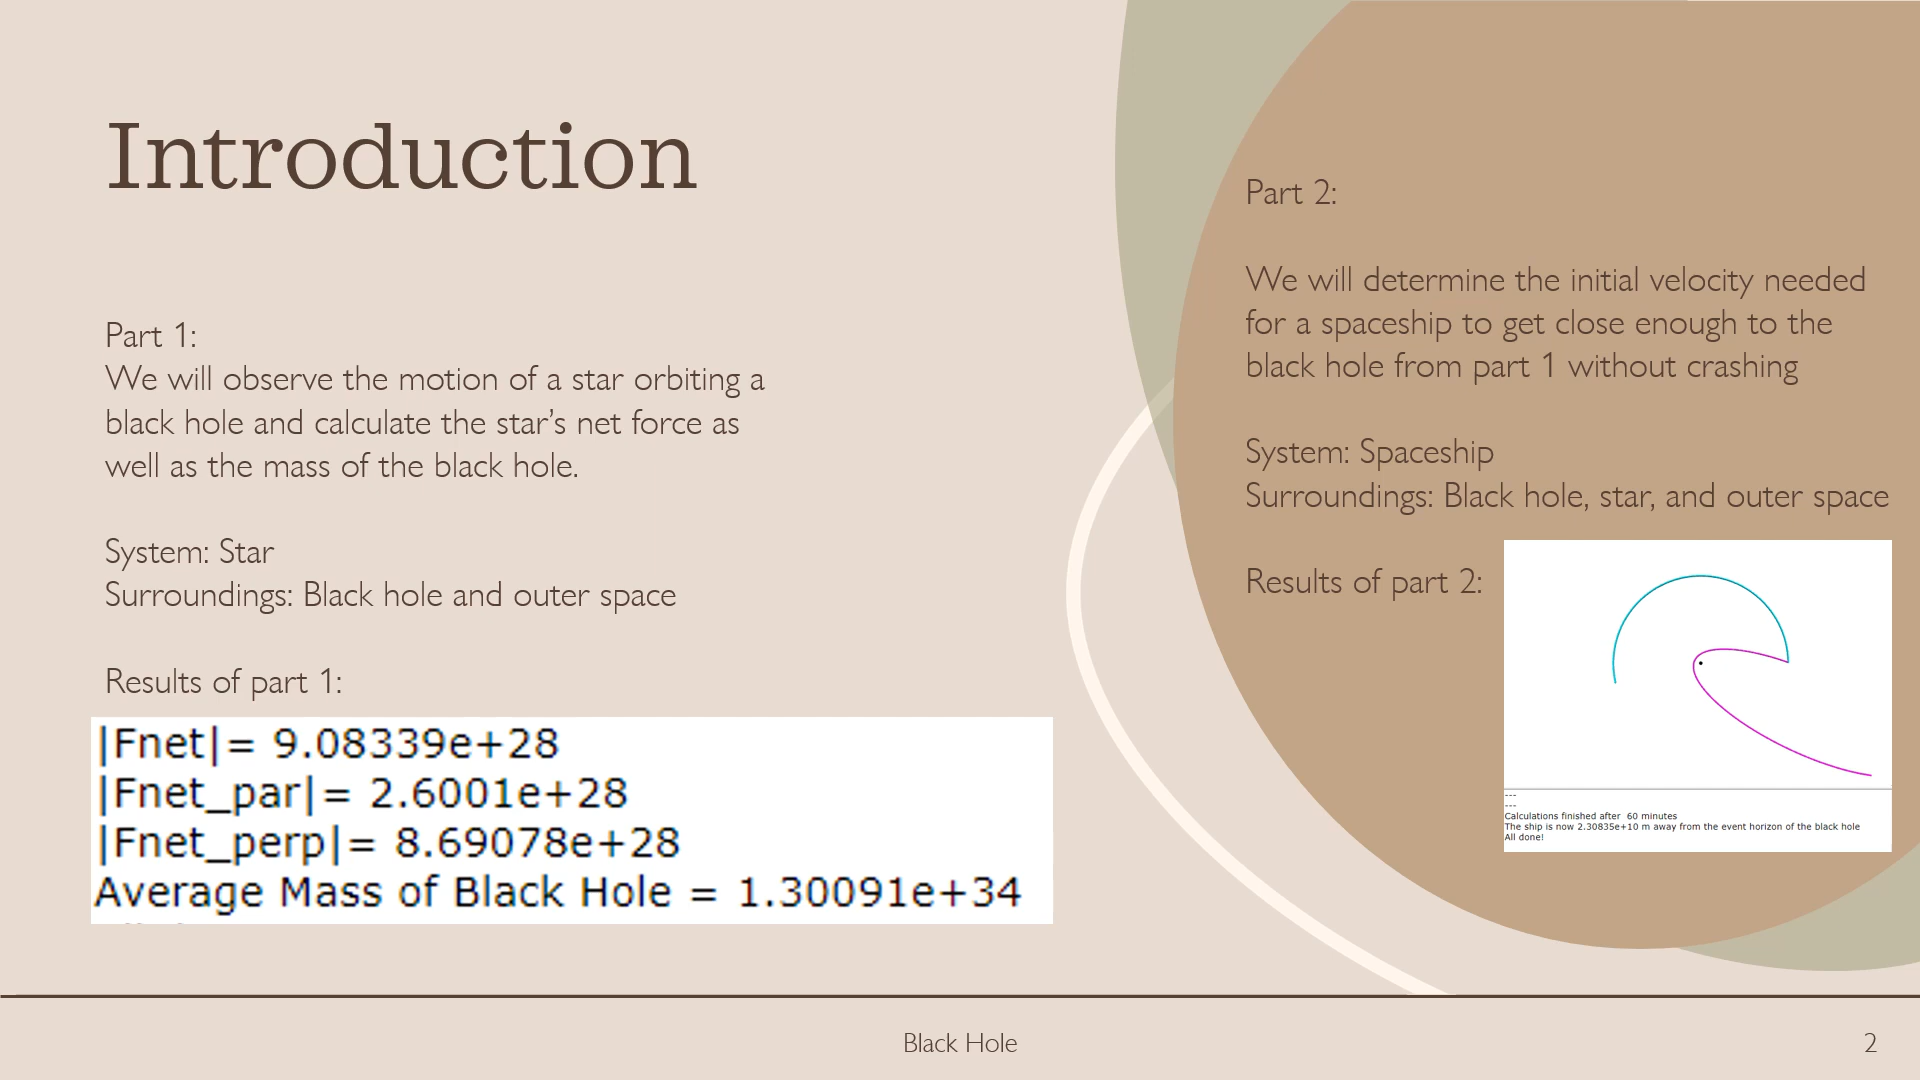 Introduction
Part 1:
We will observe the motion of a star orbiting a
black hole and calculate the star’s net force as
well as the mass of the black hole.
System: Star
Surroundings: Black hole and outer space
Results of part 1:
|Fnet|= 9.08339e+28
|Fnet_par|= 2.6001e+28
|Fnet_perp|= 8.69078e+28
Average Mass of Black Hole = 1.30091e+34
Part 2:
We will determine the initial velocity needed
for a spaceship to get close enough to the
black hole from part 1 without crashing
System: Spaceship
Surroundings: Black hole, star, and outer space
Results of part 2:
---
---
Calculations finished after  60 minutes
The ship is now 2.30835e+10 m away from the event horizon of the black hole
All done!
Black Hole
2